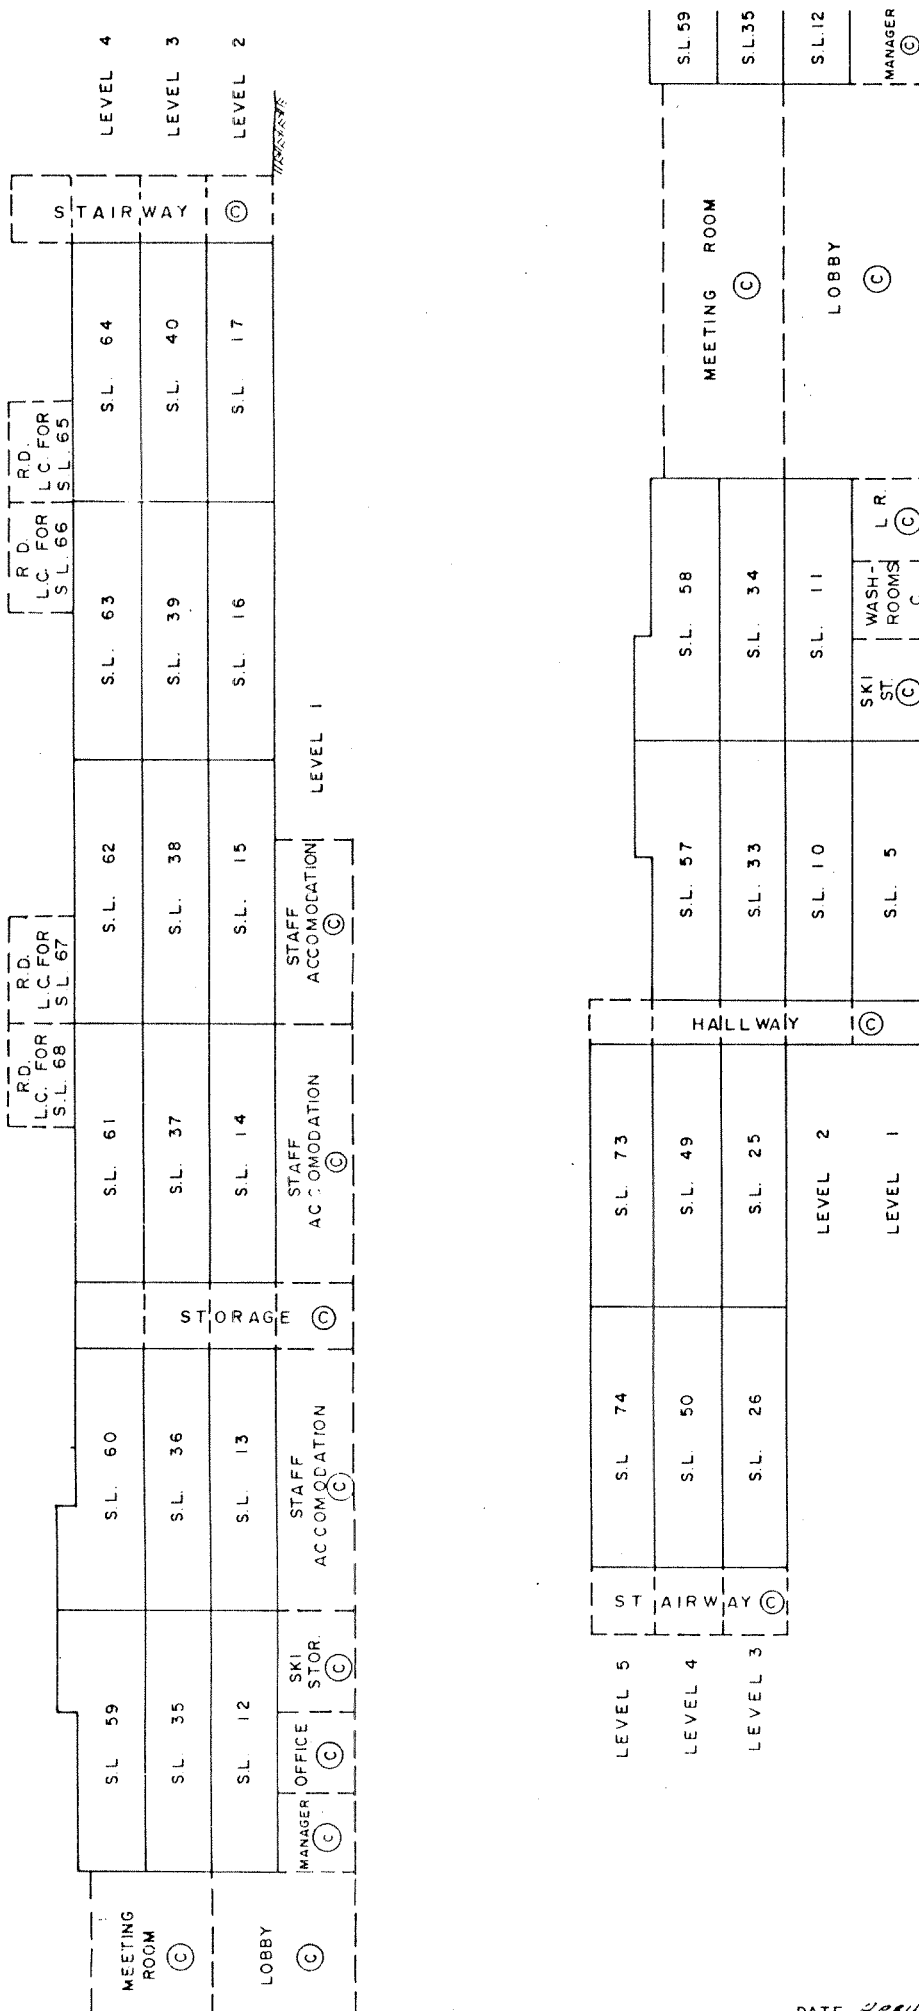 LEVEL 4
LEVEL 3
LEVEL 2
STAIRWAY Ⓒ
R.D.
L.C. FOR
S.L. 65
R.D.
L.C. FOR
S.L. 66
R.D.
L.C. FOR
S.L. 67
R.D.
L.C. FOR
S.L. 68
S.L. 64
S.L. 40
S.L. 17
S.L. 63
S.L. 39
S.L. 16
LEVEL 1
S.L. 62
S.L. 38
S.L. 15
STAFF
ACCOMODATION
Ⓒ
S.L. 61
S.L. 37
S.L. 14
STAFF
ACCOMODATION
Ⓒ
STORAGE Ⓒ
S.L. 60
S.L. 36
S.L. 13
STAFF
ACCOMODATION
Ⓒ
S.L 59
S.L 35
S.L. 12
SKI
STOR.
Ⓒ
OFFICE
Ⓒ
MANAGER
Ⓒ
MEETING
ROOM
Ⓒ
LOBBY
Ⓒ
S.L. 59
S.L. 35
S.L. 12
MANAGER
Ⓒ
MEETING ROOM
Ⓒ
LOBBY
Ⓒ
S.L. 58
S.L. 34
S.L. 11
L.R.
Ⓒ
WASH-
ROOMS
C
SKI
ST.
Ⓒ
S.L. 57
S.L. 33
S.L. 10
S.L. 5
HALLWAY Ⓒ
S.L. 73
S.L. 49
S.L. 25
LEVEL 2
LEVEL 1
S.L 74
S.L. 50
S.L. 26
STAIRWAY Ⓒ
LEVEL 5
LEVEL 4
LEVEL 3
DATE